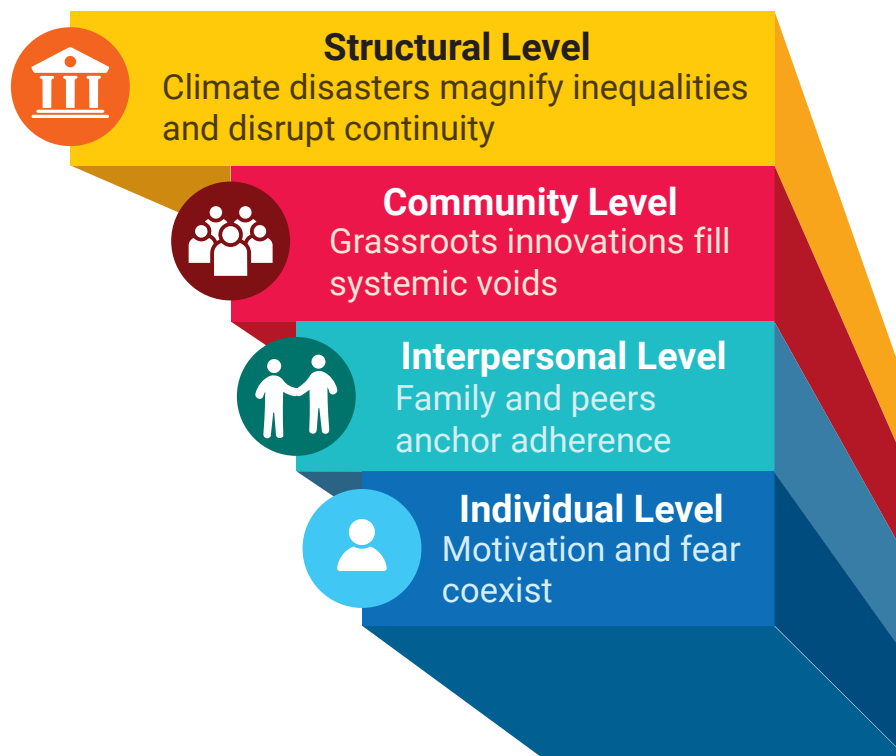 Structural Level
Climate disasters magnify inequalities
and disrupt continuity
Community Level
Grassroots innovations fill
systemic voids
Interpersonal Level
Family and peers
anchor adherence
Individual Level
Motivation and fear
coexist